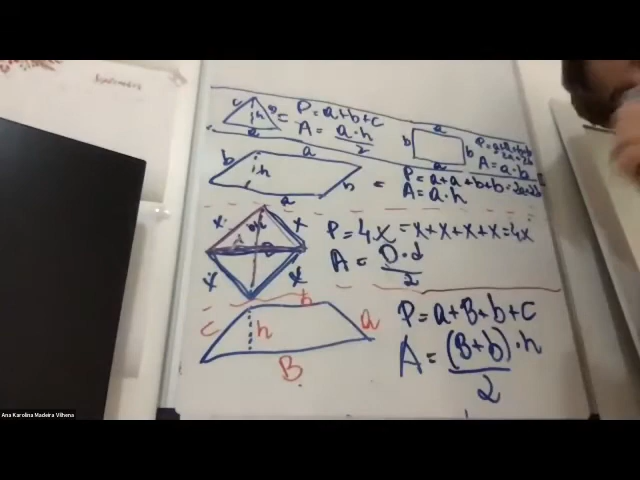 c h a
a
P = a+b+c
A = a·h
2
a
b b
a
A = a·b
b a
h
a b
P = a+a+b+b = 2a+2b
A = a·h
x x
x x
P = 4x = x+x+x+x = 4x
A = D·d
2
b
c h a
B
P = a+B+b+c
A = (B+b)·h
2
Ana Karolina Madeira Vilhena